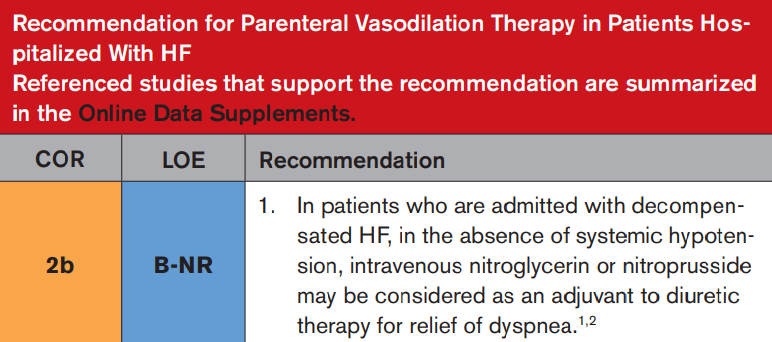 Recommendation for Parenteral Vasodilation Therapy in Patients Hos-
pitalized With HF
Referenced studies that support the recommendation are summarized
in the Online Data Supplements.
COR LOE Recommendation
2b B-NR
1. In patients who are admitted with decompen-
sated HF, in the absence of systemic hypoten-
sion, intravenous nitroglycerin or nitroprusside
may be considered as an adjuvant to diuretic
therapy for relief of dyspnea.1,2